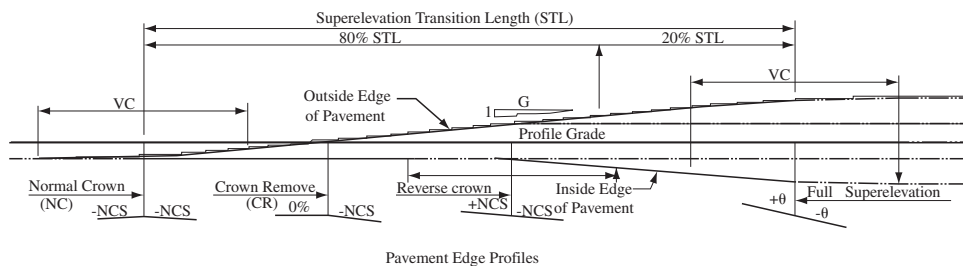 Superelevation Transition Length (STL)
80% STL
20% STL
VC
VC
Outside Edge
of Pavement
1
G
Profile Grade
Normal Crown
(NC)
Crown Remove
(CR)
Reverse crown
Inside Edge
of Pavement
Full Superelevation
-NCS
-NCS
0%
-NCS
+NCS
-NCS
+θ
-θ
Pavement Edge Profiles